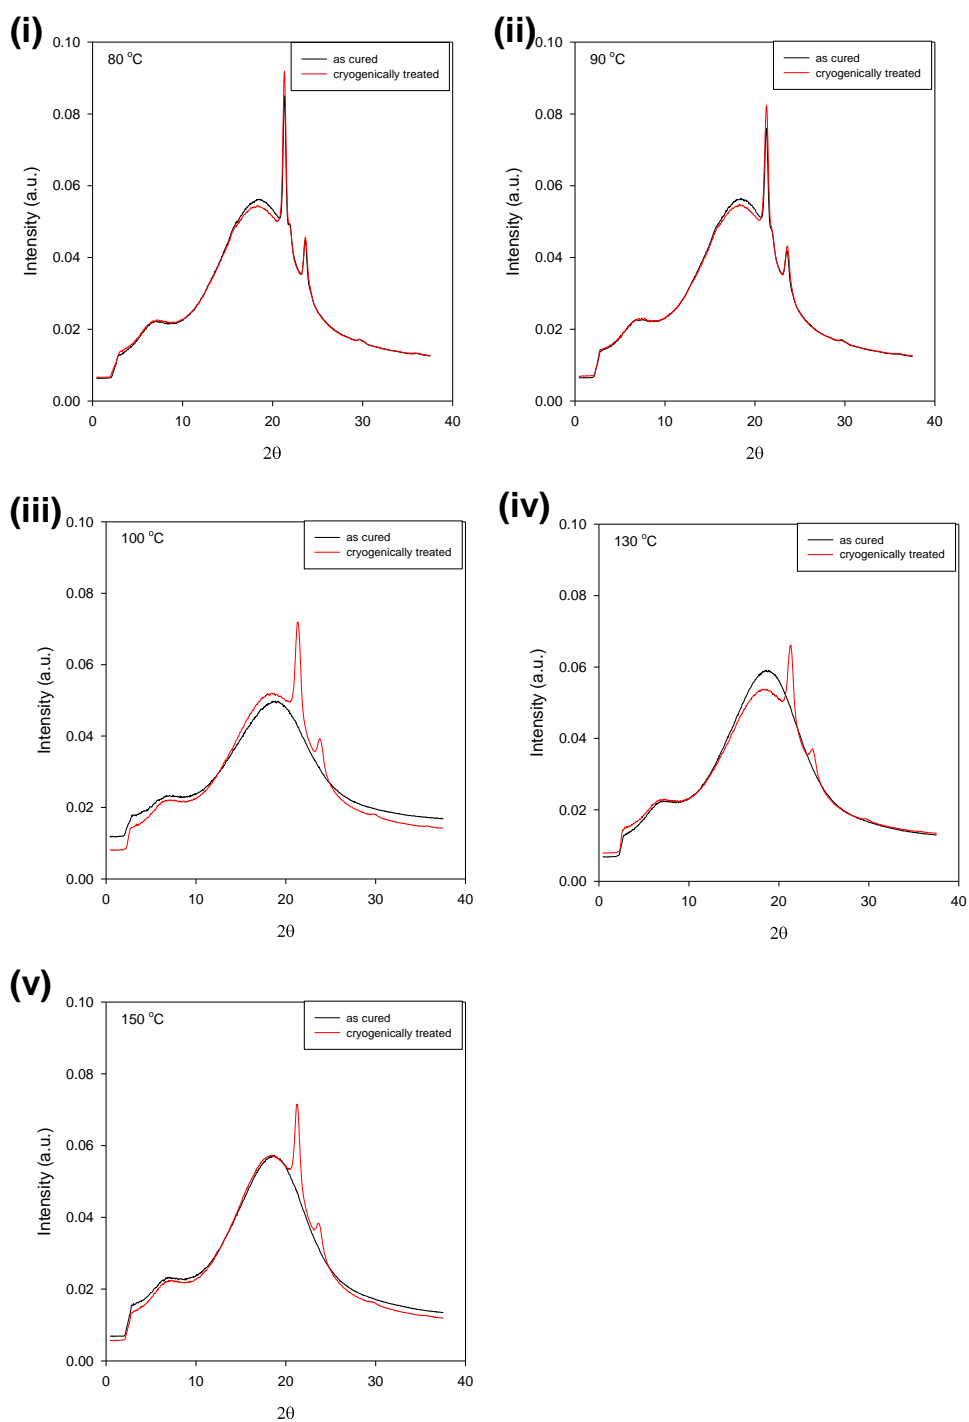 (i)
80 °C
as cured
cryogenically treated
Intensity (a.u.)
0.10
0.08
0.06
0.04
0.02
0.00
0 10 20 30 40
2θ
(ii)
90 °C
as cured
cryogenically treated
Intensity (a.u.)
0.10
0.08
0.06
0.04
0.02
0.00
0 10 20 30 40
2θ
(iii)
100 °C
as cured
cryogenically treated
Intensity (a.u.)
0.10
0.08
0.06
0.04
0.02
0.00
0 10 20 30 40
2θ
(iv)
130 °C
as cured
cryogenically treated
Intensity (a.u.)
0.10
0.08
0.06
0.04
0.02
0.00
0 10 20 30 40
2θ
(v)
150 °C
as cured
cryogenically treated
Intensity (a.u.)
0.10
0.08
0.06
0.04
0.02
0.00
0 10 20 30 40
2θ